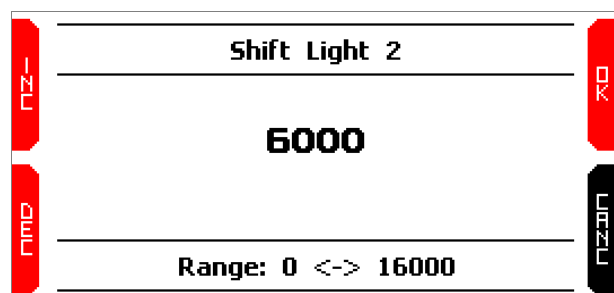 INC
Shift Light 2
OK
6000
DEC
CANC
Range: 0 <-> 16000